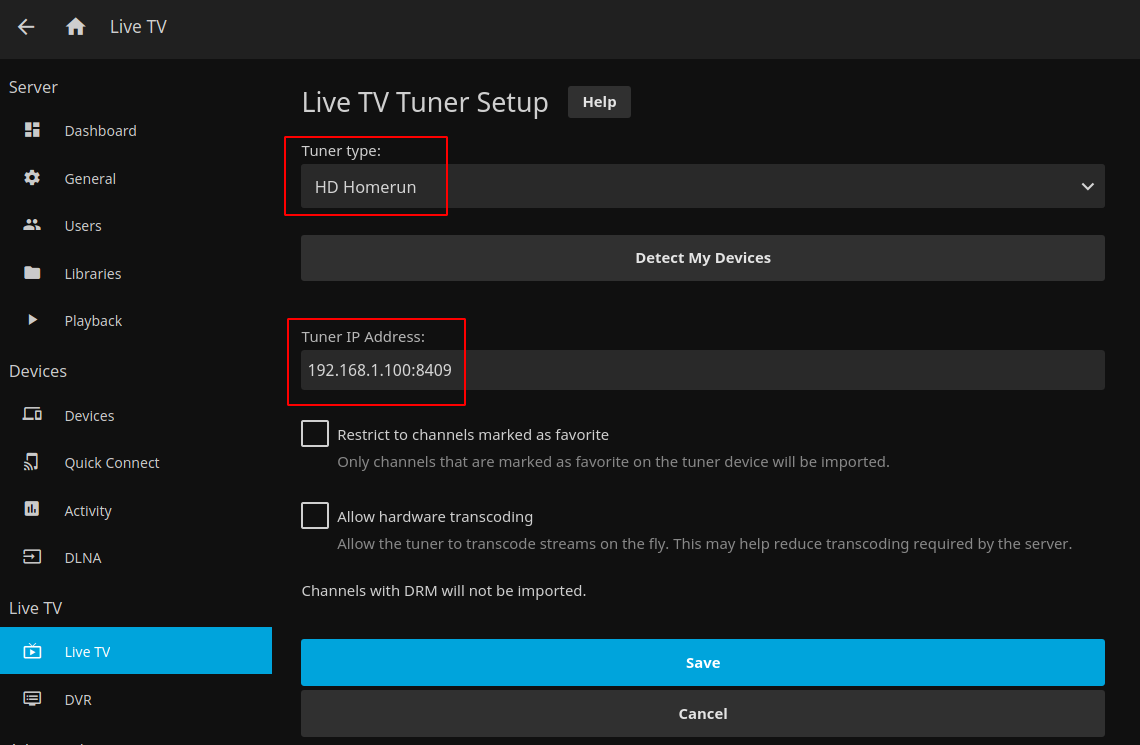 Live TV
Server
Dashboard
General
Users
Libraries
Playback
Devices
Devices
Quick Connect
Activity
DLNA
Live TV
Live TV
DVR
Live TV Tuner Setup Help
Tuner type:
HD Homerun
Detect My Devices
Tuner IP Address:
192.168.1.100:8409
Restrict to channels marked as favorite
Only channels that are marked as favorite on the tuner device will be imported.
Allow hardware transcoding
Allow the tuner to transcode streams on the fly. This may help reduce transcoding required by the server.
Channels with DRM will not be imported.
Save
Cancel